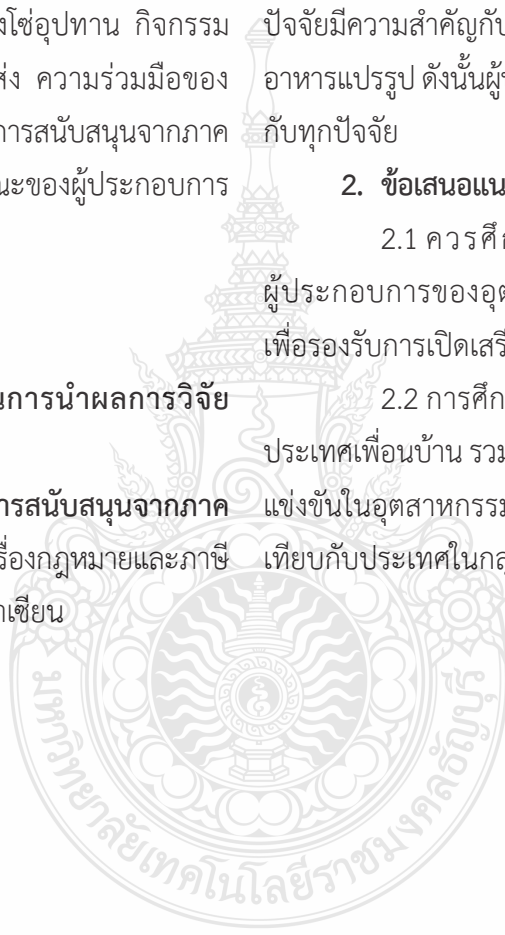 งโซ่อุปทาน กิจกรรม
ส่ง ความร่วมมือของ
การสนับสนุนจากภาค
นะของผู้ประกอบการ
นการนำผลการวิจัย
การสนับสนุนจากภาค
รื่องกฎหมายและภาษี
าเซียน
ปัจจัยมีความสำคัญกับ
อาหารแปรรูป ดังนั้นผู้
กับทุกปัจจัย
2. ข้อเสนอแน
2.1 ควรศึก
ผู้ประกอบการของอุต
เพื่อรองรับการเปิดเสรี
2.2 การศึก
ประเทศเพื่อนบ้าน รวม
แข่งขันในอุตสาหกรรม
เทียบกับประเทศในกลุ
มหาวิทยาลัยเทคโนโลยีราชมงคลธัญบุรี